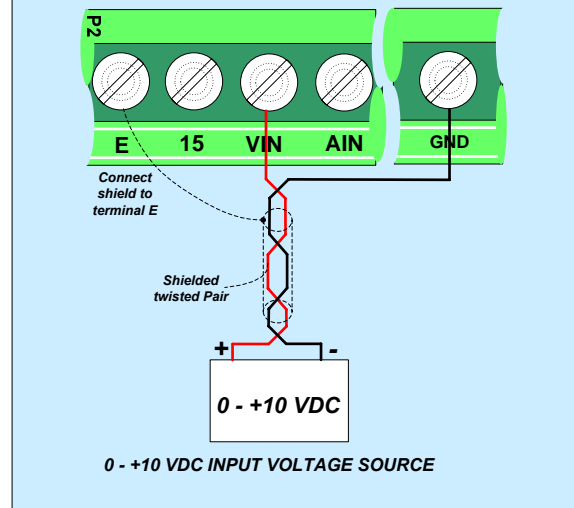 P2
E 15 VIN AIN GND
Connect
shield to
terminal E
Shielded
twisted Pair
+ -
0 - +10 VDC
0 - +10 VDC INPUT VOLTAGE SOURCE